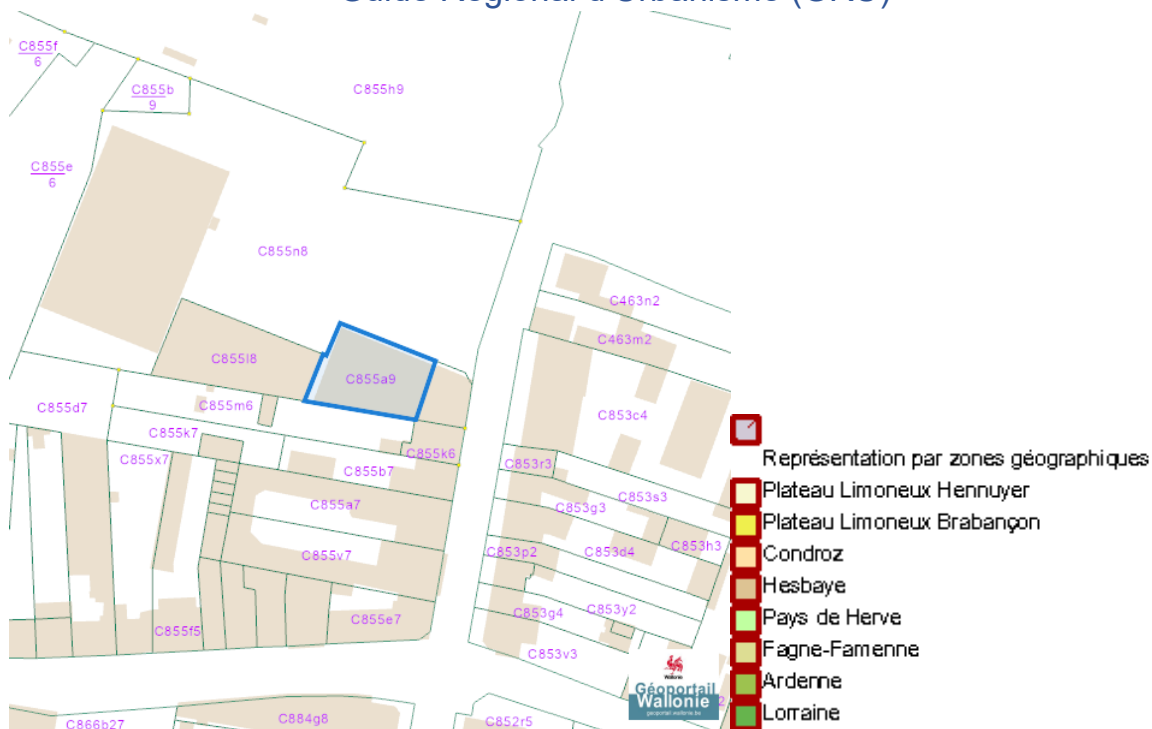 Guide Régional d'Urbanisme (GRU)
C855f
6
C855b
9
C855h9
C855e
6
C855n8
C463n2
C463m2
C855l8
C855a9
C855d7
C855m6
C853c4
C855k7
C855k6
C855x7
C855b7
C853r3
C853s3
C855a7
C853g3
C855v7
C853p2
C853d4
C853h3
C853g4
C853y2
C855e7
C855f5
C853v3
C866b27
C884g8
C852r5
Wallonie
Géoportail
Wallonie
geoportail.wallonie.be
2
Représentation par zones géographiques
Plateau Limoneux Hennuyer
Plateau Limoneux Brabançon
Condroz
Hesbaye
Pays de Herve
Fagne-Famenne
Ardenne
Lorraine